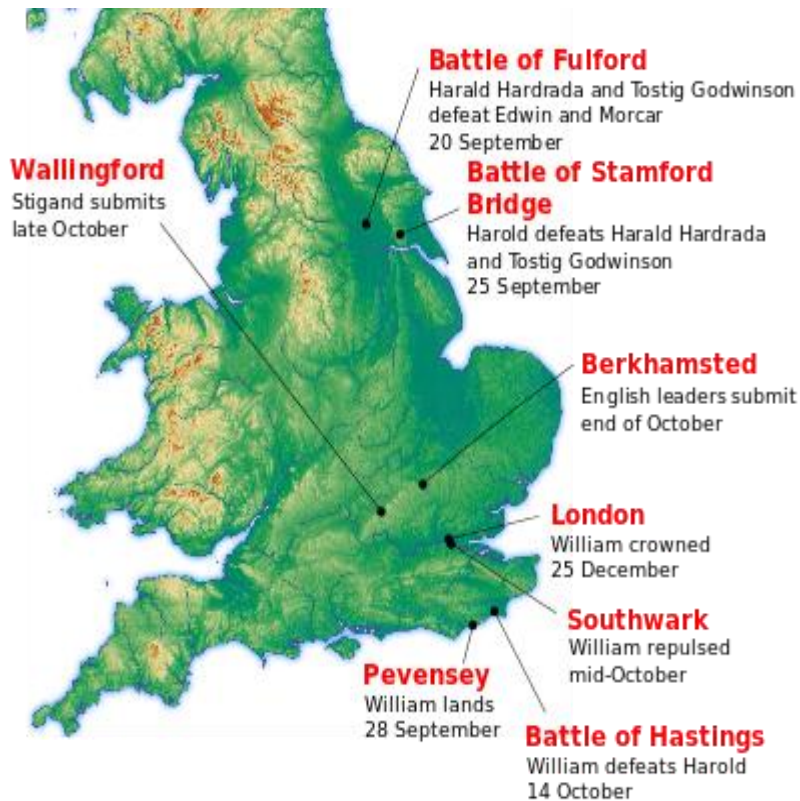 Battle of Fulford
Harald Hardrada and Tostig Godwinson
defeat Edwin and Morcar
20 September
Battle of Stamford
Bridge
Harold defeats Harald Hardrada
and Tostig Godwinson
25 September
Wallingford
Stigand submits
late October
Berkhamsted
English leaders submit
end of October
London
William crowned
25 December
Southwark
William repulsed
mid-October
Pevensey
William lands
28 September
Battle of Hastings
William defeats Harold
14 October